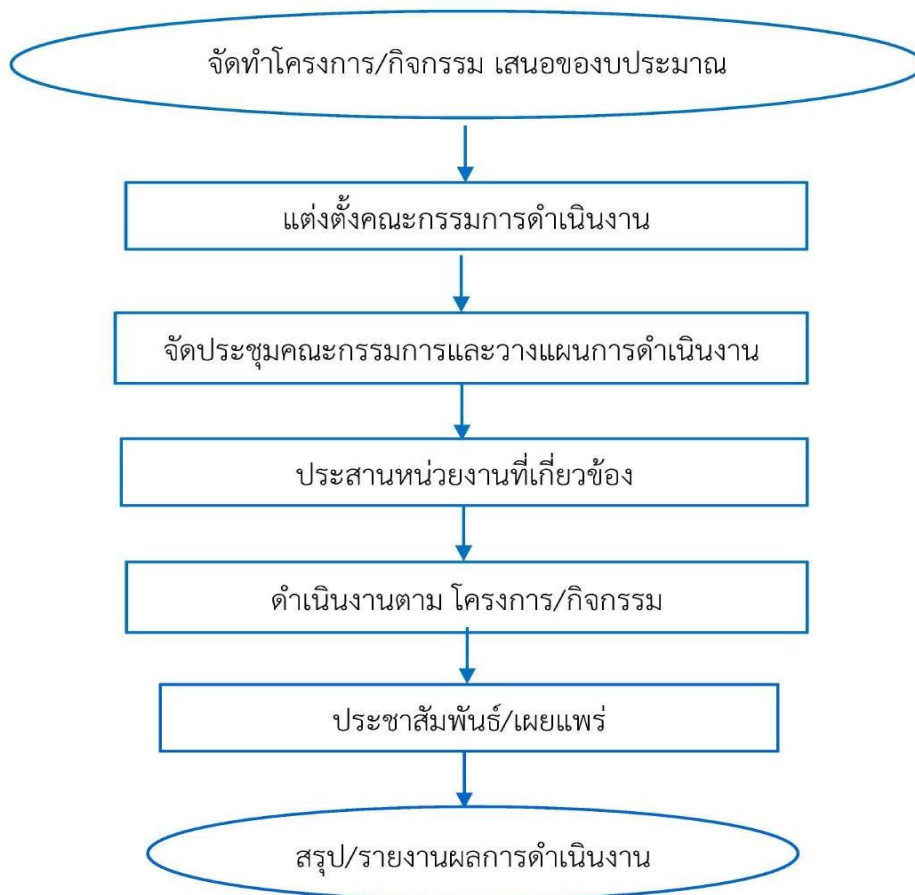 จัดทำโครงการ/กิจกรรม เสนอของบประมาณ
แต่งตั้งคณะกรรมการดำเนินงาน
จัดประชุมคณะกรรมการและวางแผนการดำเนินงาน
ประสานหน่วยงานที่เกี่ยวข้อง
ดำเนินงานตาม โครงการ/กิจกรรม
ประชาสัมพันธ์/เผยแพร่
สรุป/รายงานผลการดำเนินงาน